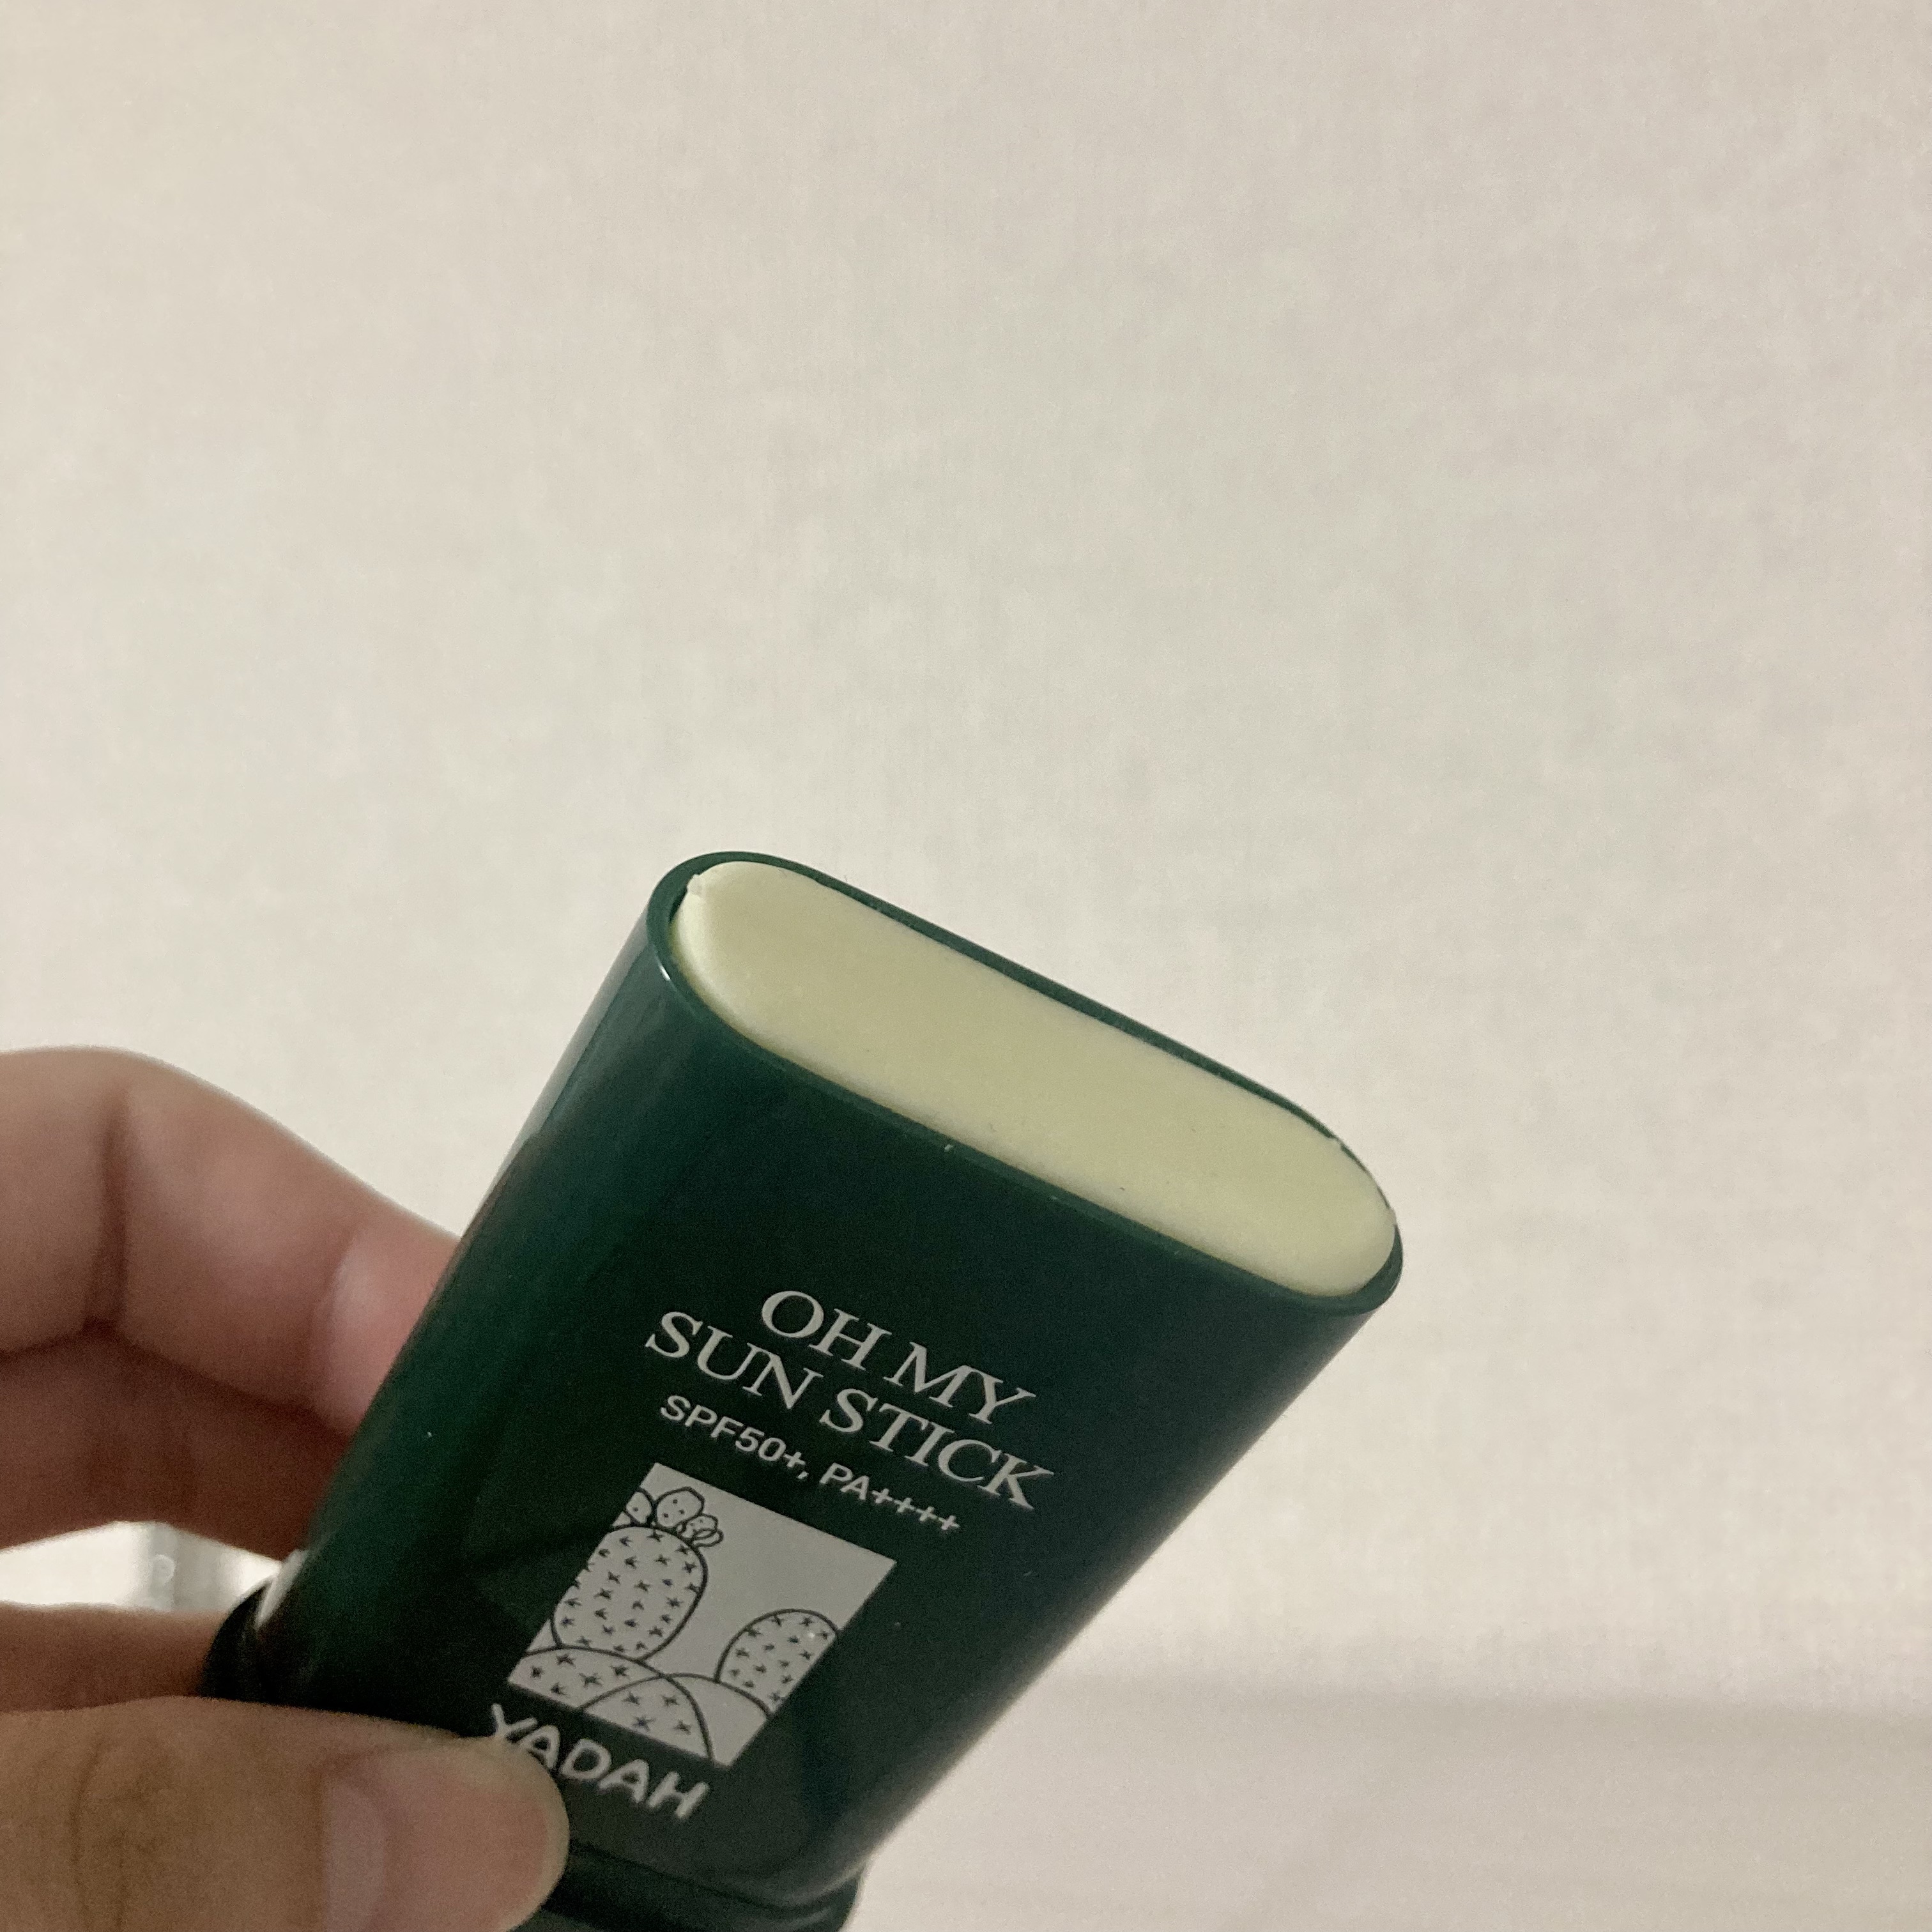 OH MY
SUN STICK
SPF50+, PA++++
YADAH